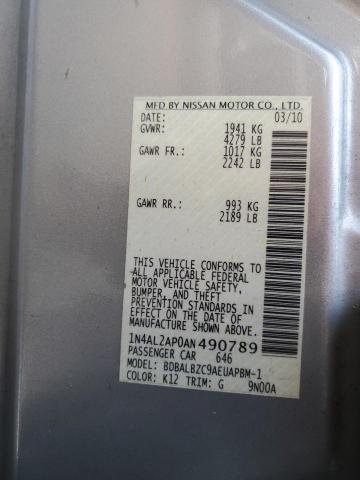 MFD BY NISSAN MOTOR CO., LTD.
DATE: 03/10
GVWR: 1941 KG
4279 LB
GAWR FR.: 1017 KG
2242 LB
GAWR RR.: 993 KG
2189 LB
THIS VEHICLE CONFORMS TO
ALL APPLICABLE FEDERAL
MOTOR VEHICLE SAFETY,
BUMPER, AND THEFT
PREVENTION STANDARDS IN
EFFECT ON THE DATE OF
MANUFACTURE SHOWN ABOVE.
1N4AL2AP0AN490789
PASSENGER CAR 646
MODEL: BDBALBZC9AEUAPBM-1
COLOR: K12 TRIM: G 9N00A